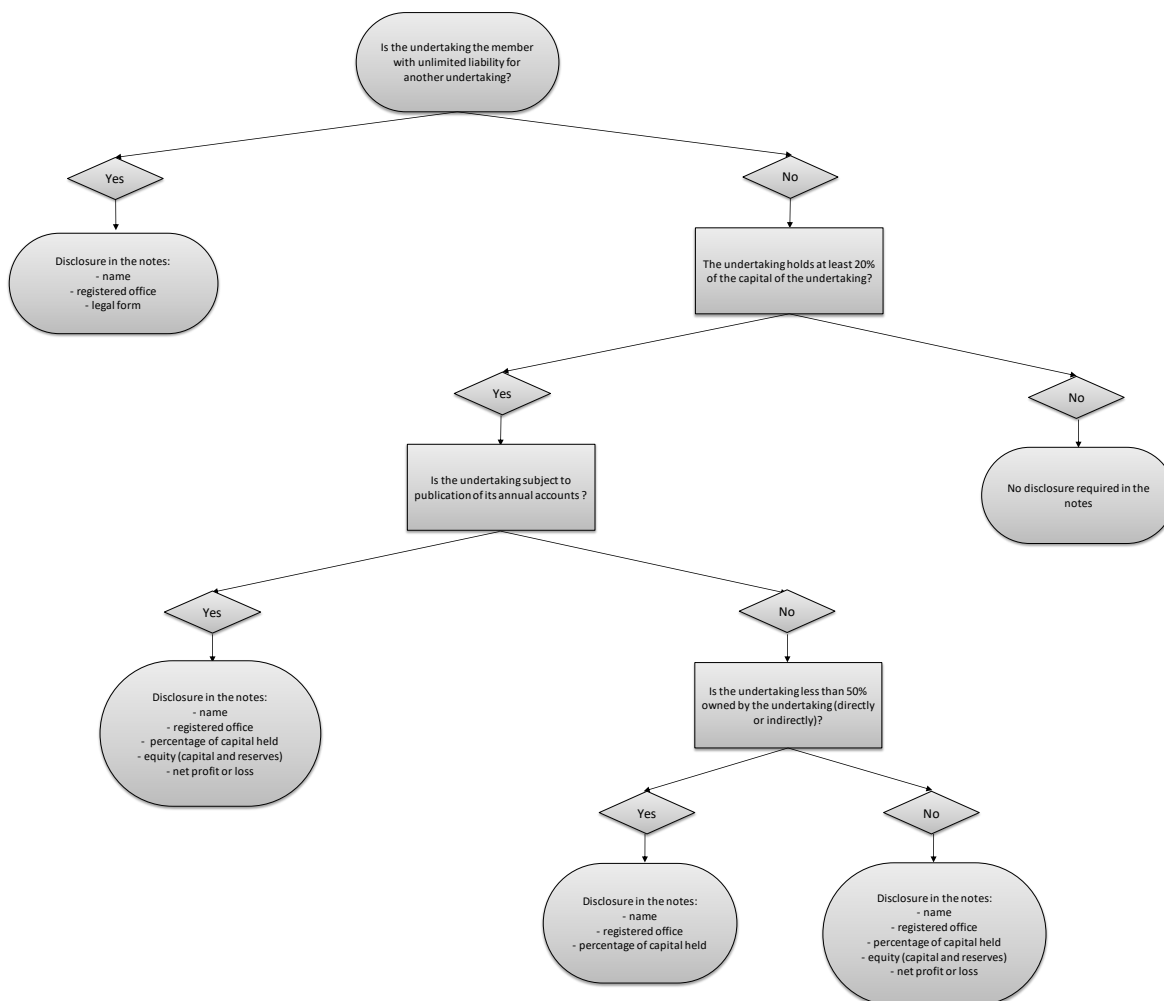 Is the undertaking the member
with unlimited liability for
another undertaking?
Yes
No
Disclosure in the notes:
- name
- registered office
- legal form
The undertaking holds at least 20%
of the capital of the undertaking?
Yes
No
Is the undertaking subject to
publication of its annual accounts ?
No disclosure required in the
notes
Yes
No
Disclosure in the notes:
- name
- registered office
- percentage of capital held
- equity (capital and reserves)
- net profit or loss
Is the undertaking less than 50%
owned by the undertaking (directly
or indirectly)?
Yes
No
Disclosure in the notes:
- name
- registered office
- percentage of capital held
Disclosure in the notes:
- name
- registered office
- percentage of capital held
- equity (capital and reserves)
- net profit or loss